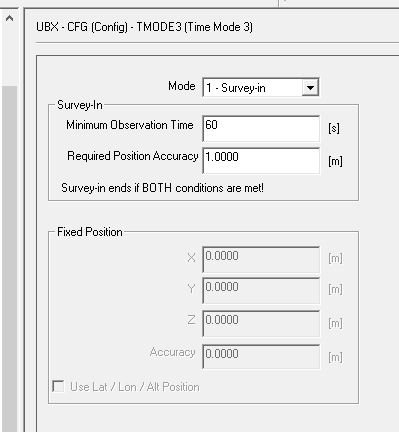 UBX - CFG (Config) - TMODE3 (Time Mode 3)
Mode 1 - Survey-in
Survey-In
Minimum Observation Time 60 [s]
Required Position Accuracy 1.0000 [m]
Survey-in ends if BOTH conditions are met!
Fixed Position
X 0.0000 [m]
Y 0.0000 [m]
Z 0.0000 [m]
Accuracy 0.0000 [m]
Use Lat / Lon / Alt Position